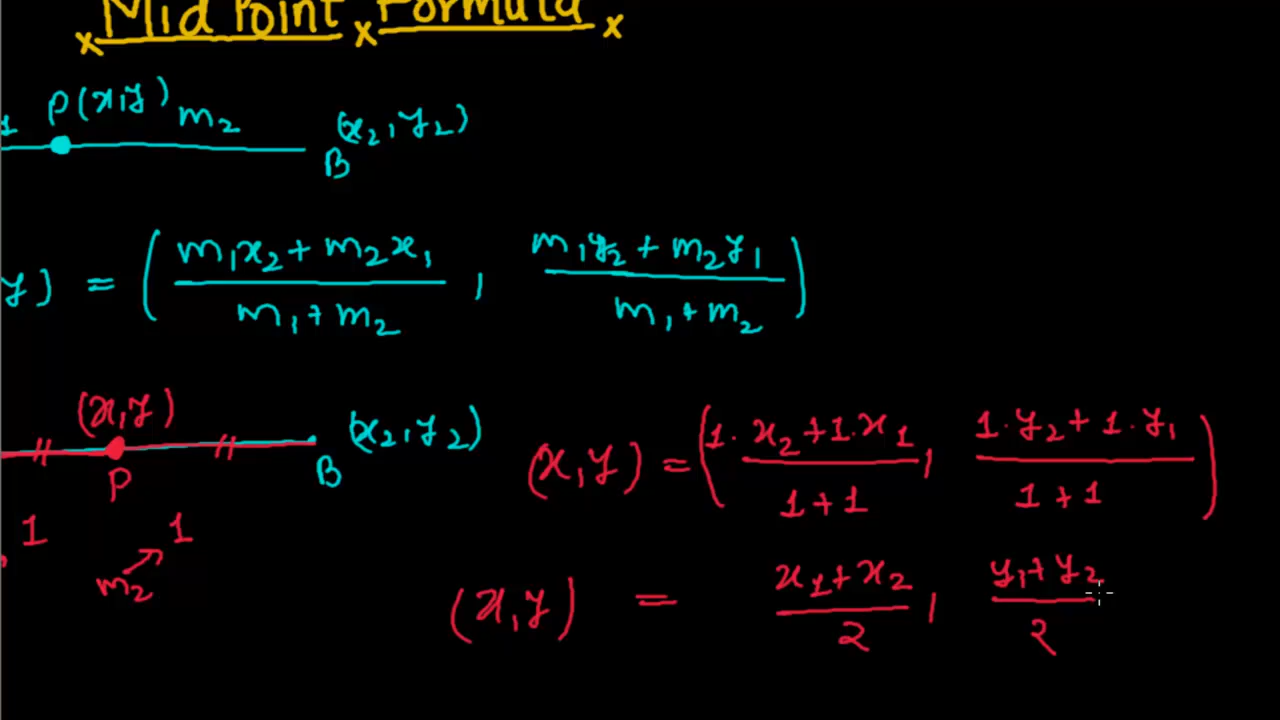 Mid Point Formula
1 P(x,y) m₂ (x₂,y₂)
B
y) = ( (m₁x₂ + m₂x₁)/(m₁ + m₂) , (m₁y₂ + m₂y₁)/(m₁ + m₂) )
(x,y) (x₂,y₂)
P B
(x,y) = ( (1·x₂ + 1·x₁)/(1 + 1) , (1·y₂ + 1·y₁)/(1 + 1) )
1 1
m₂
(x,y) = (x₁ + x₂)/2 , (y₁ + y₂)/2